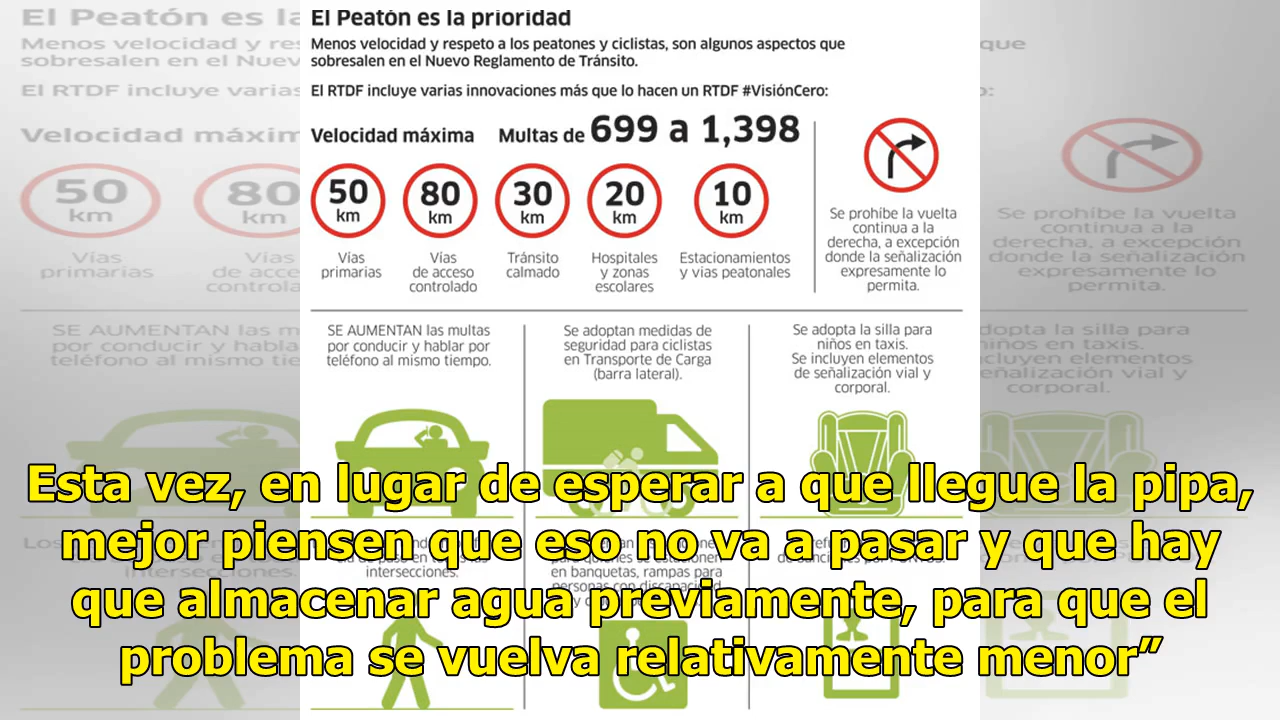 El Peatón es la prioridad
Menos velocidad y respeto a los peatones y ciclistas, son algunos aspectos que
sobresalen en el Nuevo Reglamento de Tránsito.
El RTDF incluye varias innovaciones más que lo hacen un RTDF #VisiónCero:
Velocidad máxima
Multas de 699 a 1,398
50
km
80
km
30
km
20
km
10
km
Vías
primarias
Vías
de acceso
controlado
Tránsito
calmado
Hospitales
y zonas
escolares
Estacionamientos
y vías peatonales
Se prohíbe la vuelta
continua a la
derecha, a excepción
donde la señalización
expresamente lo
permita.
SE AUMENTAN las multas
por conducir y hablar por
teléfono al mismo tiempo.
Se adoptan medidas de
seguridad para ciclistas
en Transporte de Carga
(barra lateral).
Se adopta la silla para
niños en taxis.
Se incluyen elementos
de señalización vial y
corporal.
intersecciones.
en banquetas, rampas para
Esta vez, en lugar de esperar a que llegue la pipa,
mejor piensen que eso no va a pasar y que hay
que almacenar agua previamente, para que el
problema se vuelva relativamente menor”